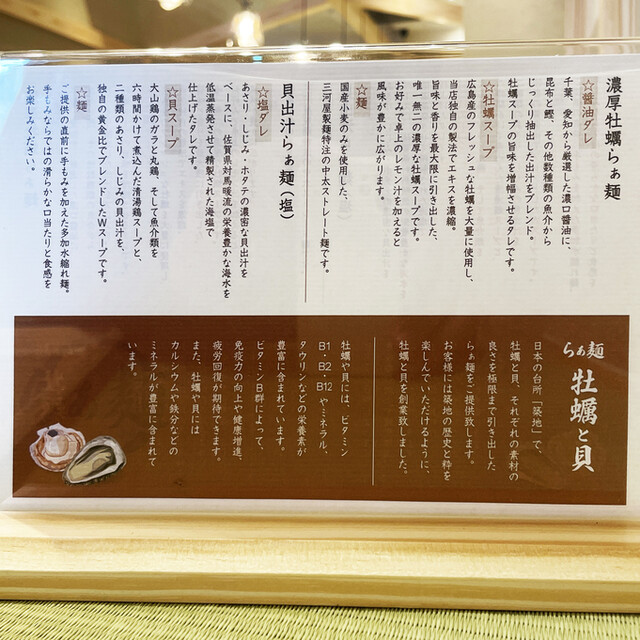 濃厚牡蠣らぁ麺
☆醤油ダレ
千葉、愛知から厳選した濃口醤油に、
昆布と鰹、その他数種類の魚介から
じっくり抽出した出汁をブレンド。
牡蠣スープの旨味を増幅させるタレです。
☆牡蠣スープ
広島産のフレッシュな牡蠣を大量に使用し、
当店独自の製法でエキスを濃縮。
旨味と香りを最大限に引き出した、
唯一無二の濃厚な牡蠣スープです。
お好みで卓上のレモン汁を加えると
風味が豊かに広がります。
☆麺
国産小麦のみを使用した、
三河屋製麺特注の中太ストレート麺です。
貝出汁らぁ麺(塩)
☆塩ダレ
あさり・しじみ・ホタテの濃密な貝出汁を
ベースに、佐賀県対馬暖流の栄養豊かな海水を
低温蒸発させて精製された海塩で
仕上げたタレです。
☆貝スープ
大山鶏のガラと丸鶏、そして魚介類を
六時間かけて煮込んだ清湯鶏スープと、
二種類のあさり、しじみの貝出汁を、
独自の黄金比でブレンドしたWスープです。
☆麺
ご提供の直前に手もみを加えた多加水縮れ麺。
手もみならではの滑らかな口当たりと食感を
お楽しみください。
らぁ麺
牡蠣と貝
日本の台所「築地」で、
牡蠣と貝、それぞれの素材の
良さを極限まで引き出した
らぁ麺をご提供致します。
お客様には築地の歴史と粋を
楽しんでいただけるように、
牡蠣と貝を創業致しました。
牡蠣や貝には、ビタミン
B1・B2・B12やミネラル、
タウリンなどの栄養素が
豊富に含まれています。
ビタミンB群によって、
免疫力の向上や健康増進、
疲労回復が期待できます。
また、牡蠣や貝には
カルシウムや鉄分などの
ミネラルが豊富に含まれて
います。